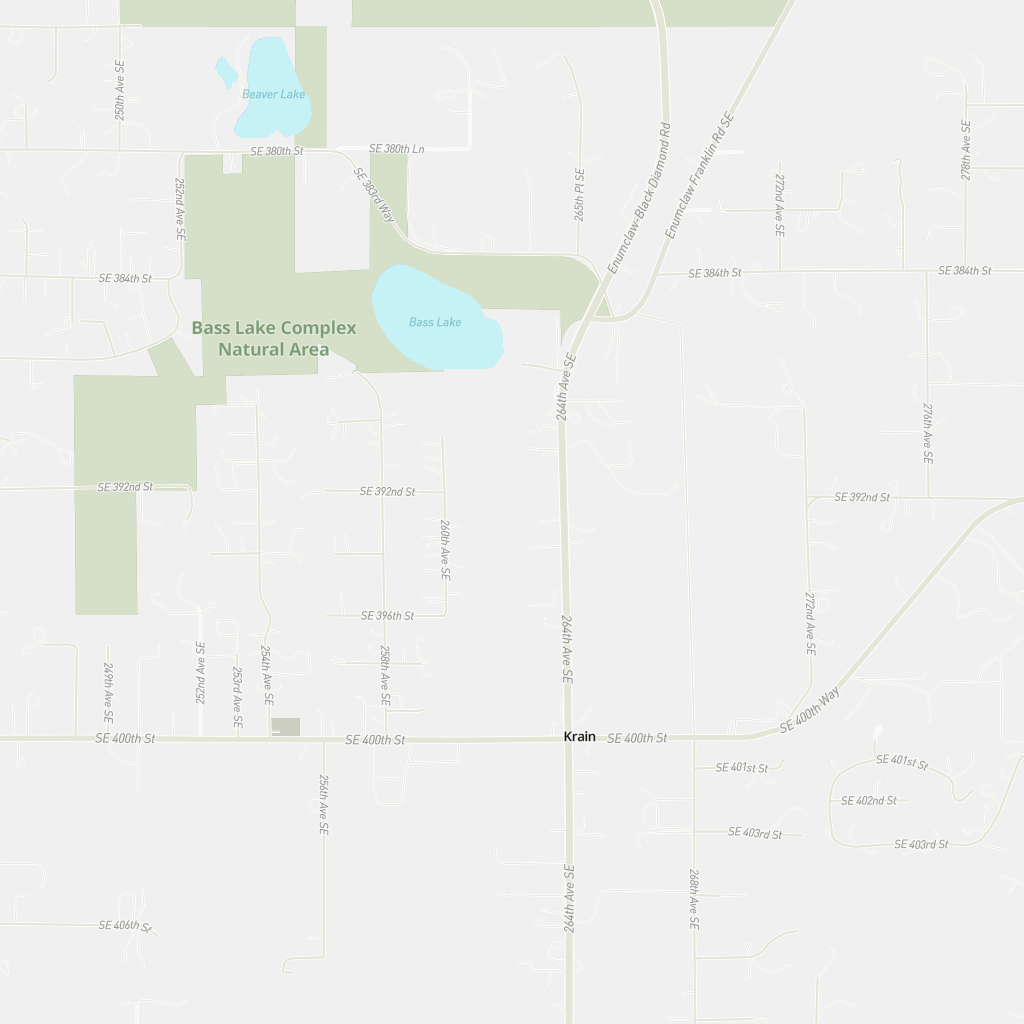 250th Ave SE
Beaver Lake
SE 380th St
SE 380th Ln
252nd Ave SE
SE 383rd Way
265th Pl SE
Enumclaw-Black Diamond Rd
Enumclaw Franklin Rd SE
272nd Ave SE
278th Ave SE
SE 384th St
SE 384th St
SE 384th St
Bass Lake Complex
Natural Area
Bass Lake
264th Ave SE
276th Ave SE
SE 392nd St
SE 392nd St
SE 392nd St
260th Ave SE
SE 396th St
264th Ave SE
272nd Ave SE
249th Ave SE
252nd Ave SE
253rd Ave SE
254th Ave SE
258th Ave SE
SE 400th Way
SE 400th St
SE 400th St
Krain
SE 400th St
SE 401st St
SE 401st St
256th Ave SE
SE 402nd St
SE 403rd St
SE 403rd St
264th Ave SE
268th Ave SE
SE 406th St